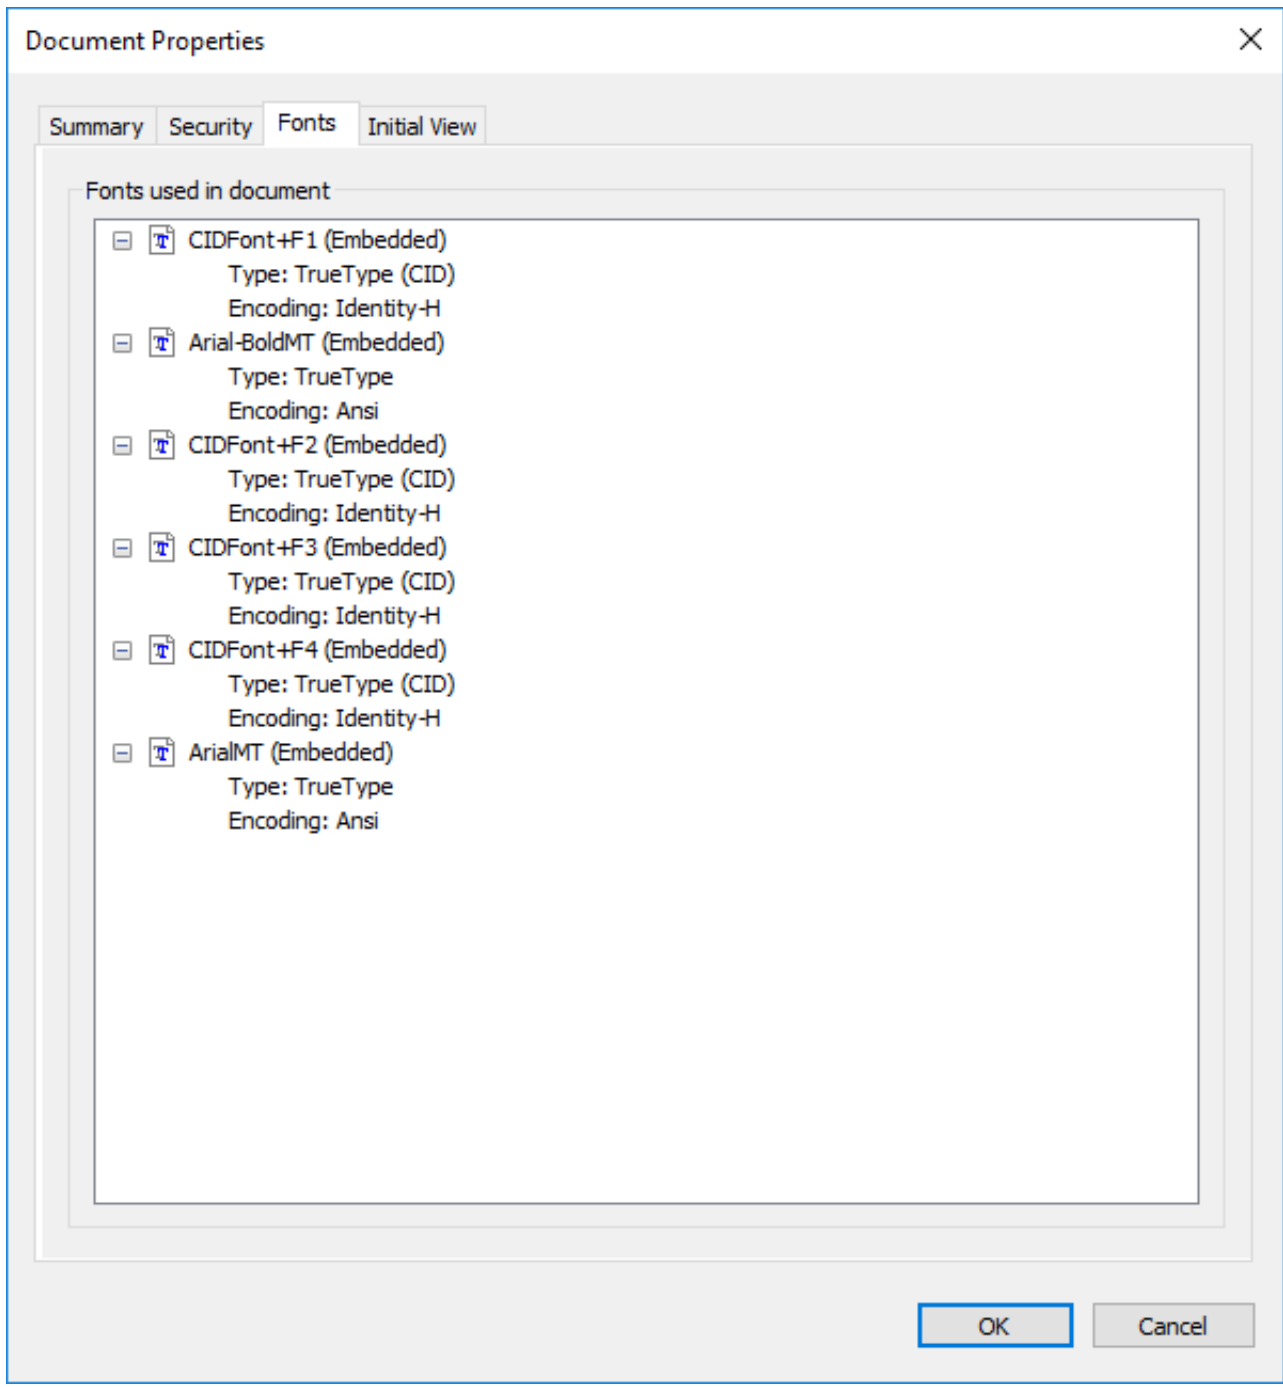 Document Properties
Summary Security Fonts Initial View
Fonts used in document
CIDFont+F1 (Embedded)
Type: TrueType (CID)
Encoding: Identity-H
Arial-BoldMT (Embedded)
Type: TrueType
Encoding: Ansi
CIDFont+F2 (Embedded)
Type: TrueType (CID)
Encoding: Identity-H
CIDFont+F3 (Embedded)
Type: TrueType (CID)
Encoding: Identity-H
CIDFont+F4 (Embedded)
Type: TrueType (CID)
Encoding: Identity-H
ArialMT (Embedded)
Type: TrueType
Encoding: Ansi
OK Cancel